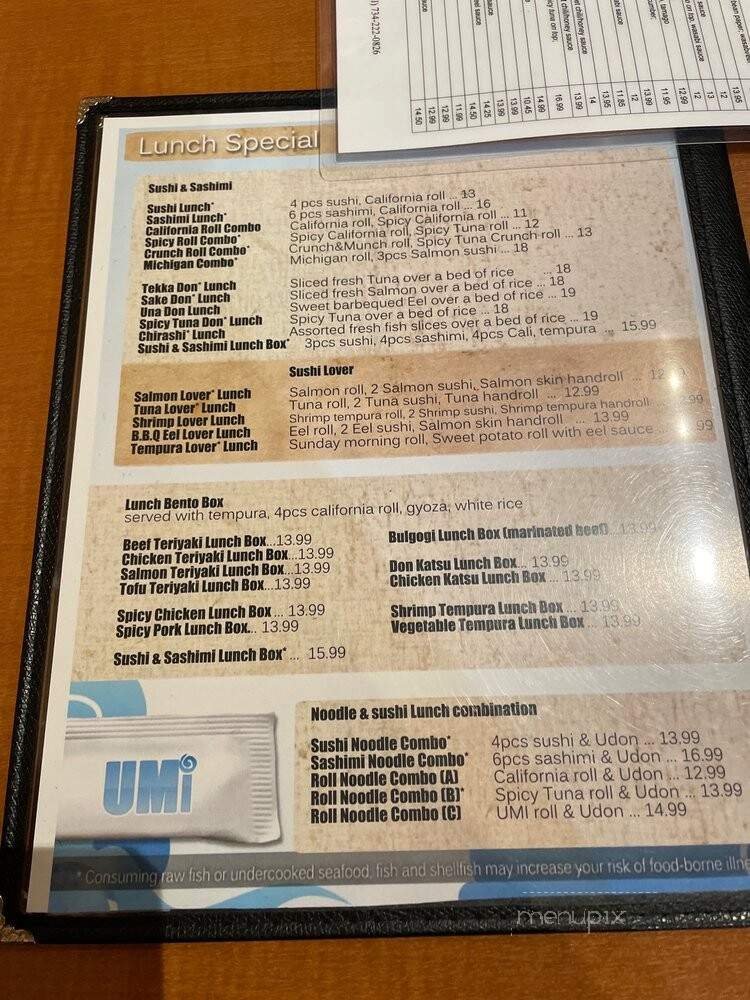 ) 734-222-0826
Lunch Special
Sushi & Sashimi
Sushi Lunch* 4 pcs sushi, California roll ... 13
Sashimi Lunch* 6 pcs sashimi, California roll ... 16
California Roll Combo California roll, Spicy California roll ... 11
Spicy Roll Combo* Spicy California roll, Spicy Tuna roll ... 12
Crunch Roll Combo* Crunch&Munch roll, Spicy Tuna Crunch roll ... 13
Michigan Combo* Michigan roll, 3pcs Salmon sushi ... 18
Tekka Don* Lunch Sliced fresh Tuna over a bed of rice ... 18
Sake Don* Lunch Sliced fresh Salmon over a bed of rice ... 18
Una Don Lunch Sweet barbequed Eel over a bed of rice ... 19
Spicy Tuna Don* Lunch Spicy Tuna over a bed of rice ... 18
Chirashi* Lunch Assorted fresh fish slices over a bed of rice ... 19
Sushi & Sashimi Lunch Box* 3pcs sushi, 4pcs sashimi, 4pcs Cali, tempura ... 15.99
Sushi Lover
Salmon Lover* Lunch Salmon roll, 2 Salmon sushi, Salmon skin handroll ...
Tuna Lover* Lunch Tuna roll, 2 Tuna sushi, Tuna handroll ... 12.99
Shrimp Lover Lunch Shrimp tempura roll, 2 Shrimp sushi, Shrimp tempura handroll
B.B.Q Eel Lover Lunch Eel roll, 2 Eel sushi, Salmon skin handroll ... 13.99
Tempura Lover* Lunch Sunday morning roll, Sweet potato roll with eel sauce
Lunch Bento Box
served with tempura, 4pcs california roll, gyoza, white rice
Beef Teriyaki Lunch Box...13.99
Chicken Teriyaki Lunch Box...13.99
Salmon Teriyaki Lunch Box...13.99
Tofu Teriyaki Lunch Box...13.99
Spicy Chicken Lunch Box ... 13.99
Spicy Pork Lunch Box... 13.99
Sushi & Sashimi Lunch Box* ... 15.99
Bulgogi Lunch Box (marinated beef)...13.99
Don Katsu Lunch Box... 13.99
Chicken Katsu Lunch Box ... 13.99
Shrimp Tempura Lunch Box ... 13.99
Vegetable Tempura Lunch Box ... 13.99
Noodle & sushi Lunch combination
Sushi Noodle Combo* 4pcs sushi & Udon ... 13.99
Sashimi Noodle Combo* 6pcs sashimi & Udon ... 16.99
Roll Noodle Combo (A) California roll & Udon ... 12.99
Roll Noodle Combo (B)* Spicy Tuna roll & Udon ... 13.99
Roll Noodle Combo (C) UMI roll & Udon ... 14.99
UMi
* Consuming raw fish or undercooked seafood, fish and shellfish may increase your risk of food-borne illne
menupix